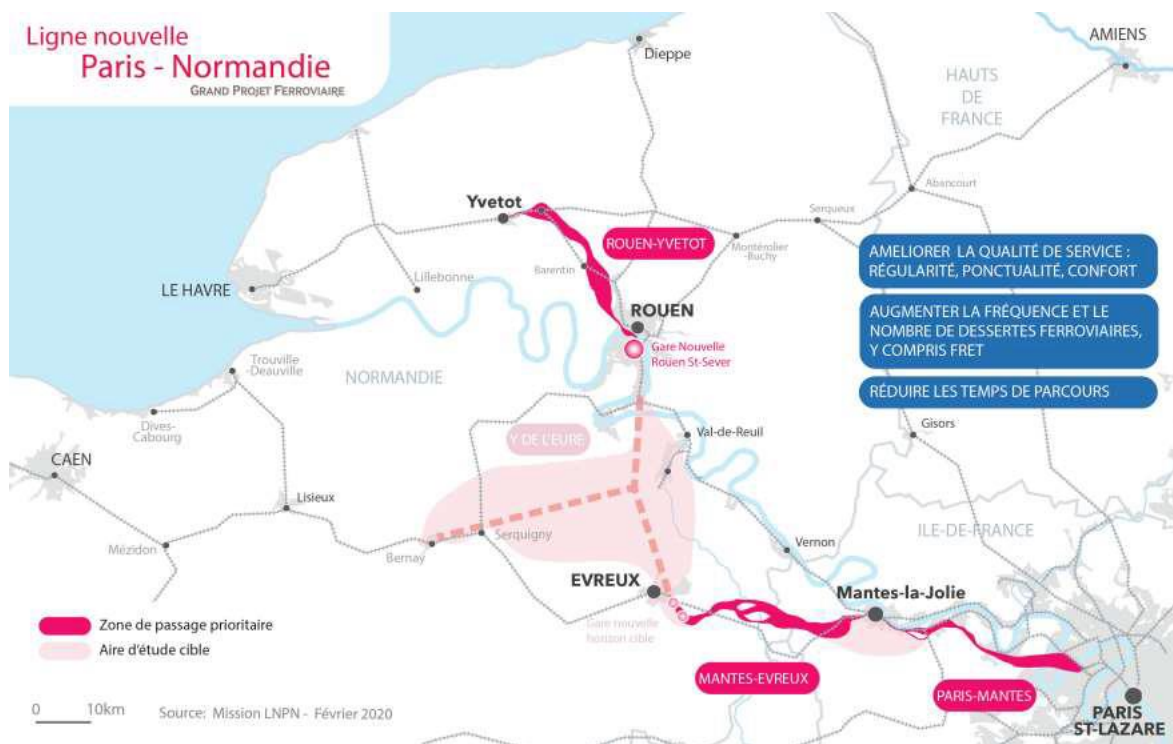 Ligne nouvelle
Paris - Normandie
GRAND PROJET FERROVIAIRE
Dieppe
AMIENS
HAUTS
DE
FRANCE
Abancourt
Yvetot
Serqueux
ROUEN-YVETOT
Montérolier
-Buchy
AMELIORER LA QUALITÉ DE SERVICE :
RÉGULARITÉ, PONCTUALITÉ, CONFORT
Barentin
Lillebonne
LE HAVRE
ROUEN
AUGMENTER LA FRÉQUENCE ET LE
NOMBRE DE DESSERTES FERROVIAIRES,
Y COMPRIS FRET
Gare Nouvelle
Rouen St-Sever
Trouville
-Deauville
NORMANDIE
RÉDUIRE LES TEMPS DE PARCOURS
Dives-
Cabourg
Gisors
Y DE L'EURE
Val-de-Reuil
CAEN
Lisieux
ILE-DE-FRANCE
Mézidon
Bernay
Serquigny
Vernon
EVREUX
Mantes-la-Jolie
Gare nouvelle
horizon cible
Zone de passage prioritaire
Aire d'étude cible
MANTES-EVREUX
PARIS-MANTES
0 10km
Source: Mission LNPN - Février 2020
PARIS
ST-LAZARE